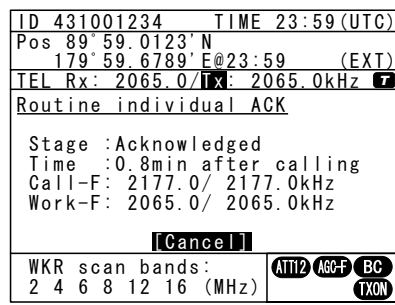 ID 431001234 TIME 23:59(UTC)
Pos 89°59.0123'N
179°59.6789'E@23:59 (EXT)
TEL Rx: 2065.0/Tx: 2065.0kHz T
Routine individual ACK
Stage :Acknowledged
Time :0.8min after calling
Call-F: 2177.0/ 2177.0kHz
Work-F: 2065.0/ 2065.0kHz
[Cancel]
WKR scan bands:
2 4 6 8 12 16 (MHz)
ATT12 AGC-F BC
TXON